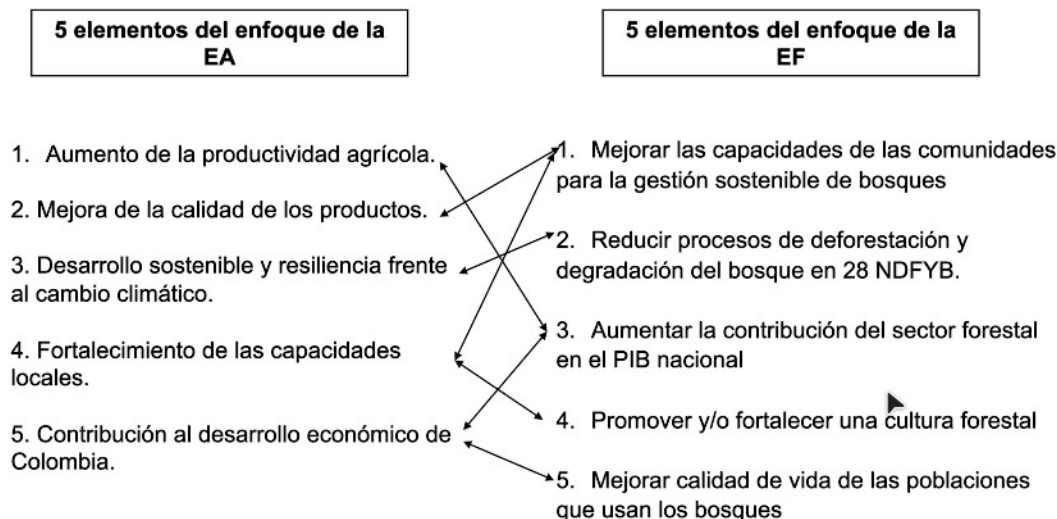 5 elementos del enfoque de la
EA
5 elementos del enfoque de la
EF
1. Aumento de la productividad agrícola.
2. Mejora de la calidad de los productos.
3. Desarrollo sostenible y resiliencia frente
al cambio climático.
4. Fortalecimiento de las capacidades
locales.
5. Contribución al desarrollo económico de
Colombia.
1. Mejorar las capacidades de las comunidades
para la gestión sostenible de bosques
2. Reducir procesos de deforestación y
degradación del bosque en 28 NDFYB.
3. Aumentar la contribución del sector forestal
en el PIB nacional
4. Promover y/o fortalecer una cultura forestal
5. Mejorar calidad de vida de las poblaciones
que usan los bosques